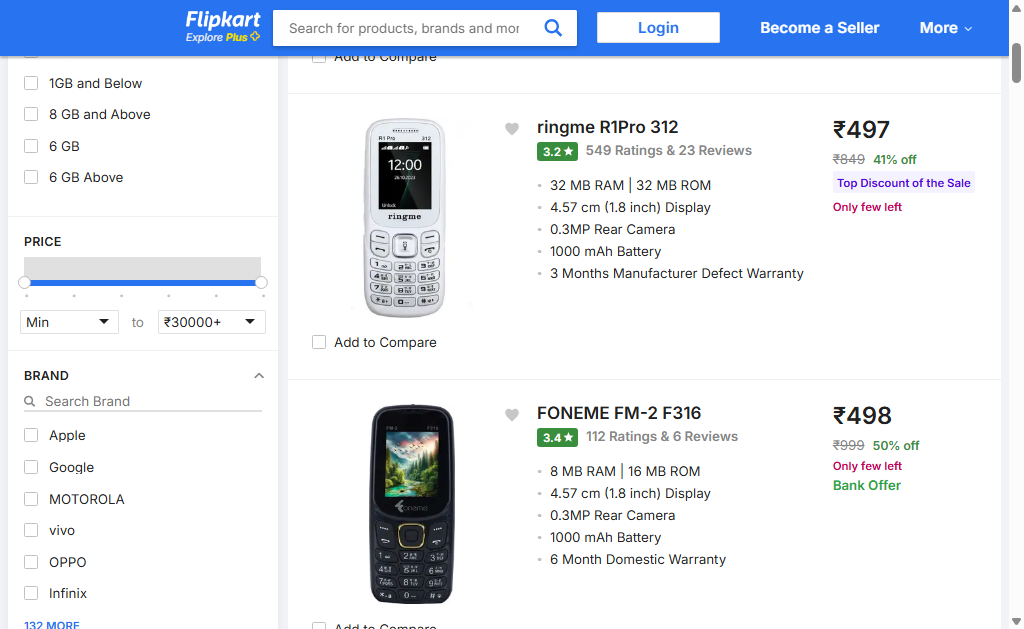 Flipkart
Explore Plus
Search for products, brands and mor
Login
Become a Seller
More
1GB and Below
8 GB and Above
6 GB
6 GB Above
PRICE
Min
to
₹30000+
BRAND
Search Brand
Apple
Google
MOTOROLA
vivo
OPPO
Infinix
132 MORE
Add to Compare
R1 Pro 312
12:00
26.10.2023
Unlock
ringme
Add to Compare
ringme R1Pro 312
3.2★
549 Ratings & 23 Reviews
32 MB RAM | 32 MB ROM
4.57 cm (1.8 inch) Display
0.3MP Rear Camera
1000 mAh Battery
3 Months Manufacturer Defect Warranty
₹497
₹849 41% off
Top Discount of the Sale
Only few left
FM-2 F316
foneme
Add to Compare
FONEME FM-2 F316
3.4★
112 Ratings & 6 Reviews
8 MB RAM | 16 MB ROM
4.57 cm (1.8 inch) Display
0.3MP Rear Camera
1000 mAh Battery
6 Month Domestic Warranty
₹498
₹999 50% off
Only few left
Bank Offer